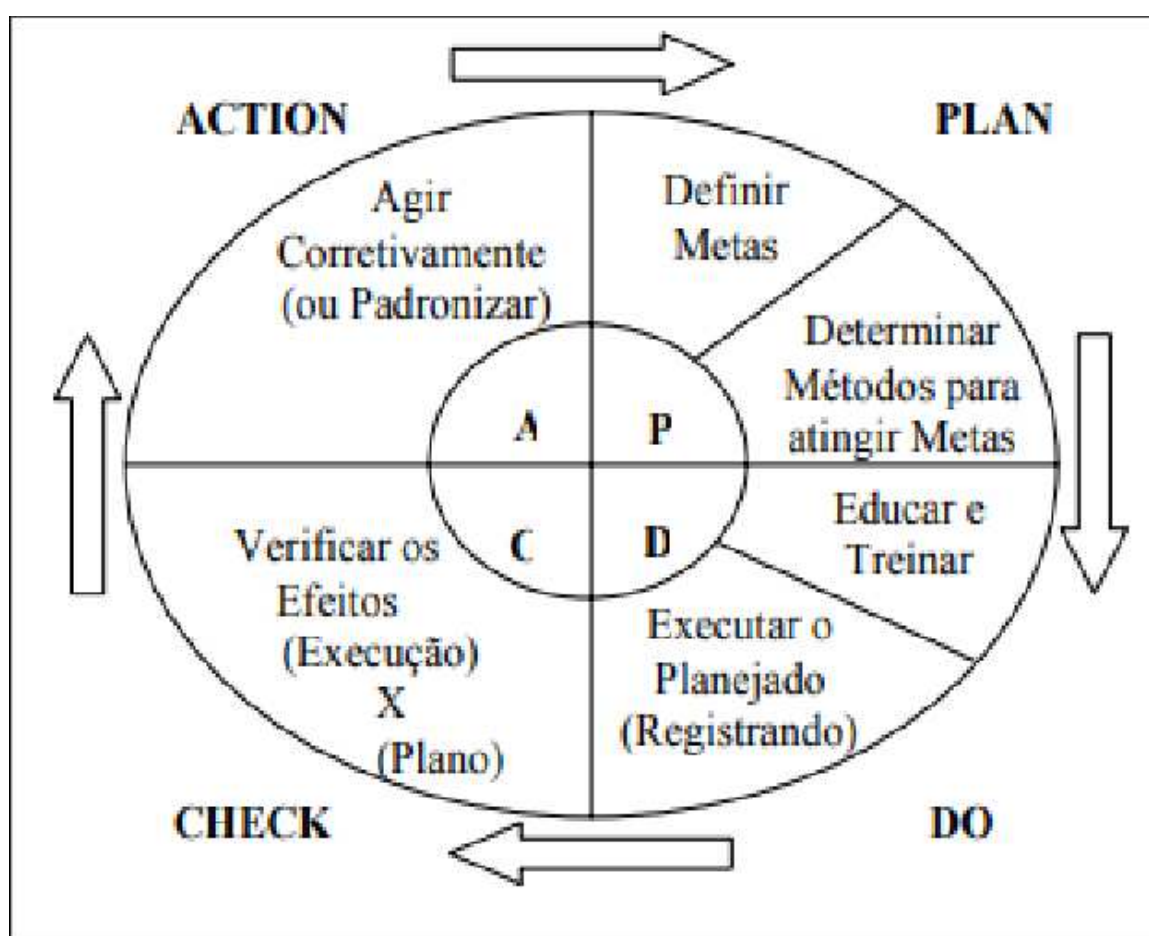 ACTION
PLAN
Agir
Corretivamente
(ou Padronizar)
Definir
Metas
Determinar
Métodos para
atingir Metas
A
P
C
D
Educar e
Treinar
Verificar os
Efeitos
(Execução)
X
(Plano)
Executar o
Planejado
(Registrando)
CHECK
DO